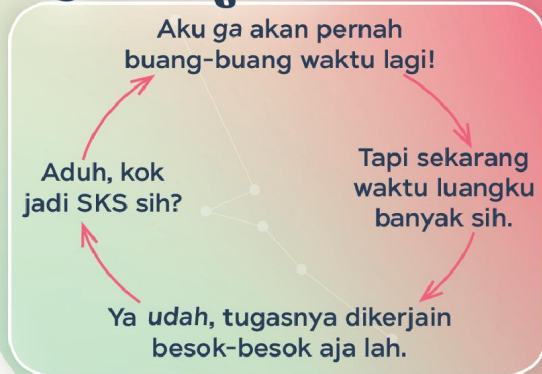 Aku ga akan pernah
buang-buang waktu lagi!
Tapi sekarang
waktu luangku
banyak sih.
Ya udah, tugasnya dikerjain
besok-besok aja lah.
Aduh, kok
jadi SKS sih?